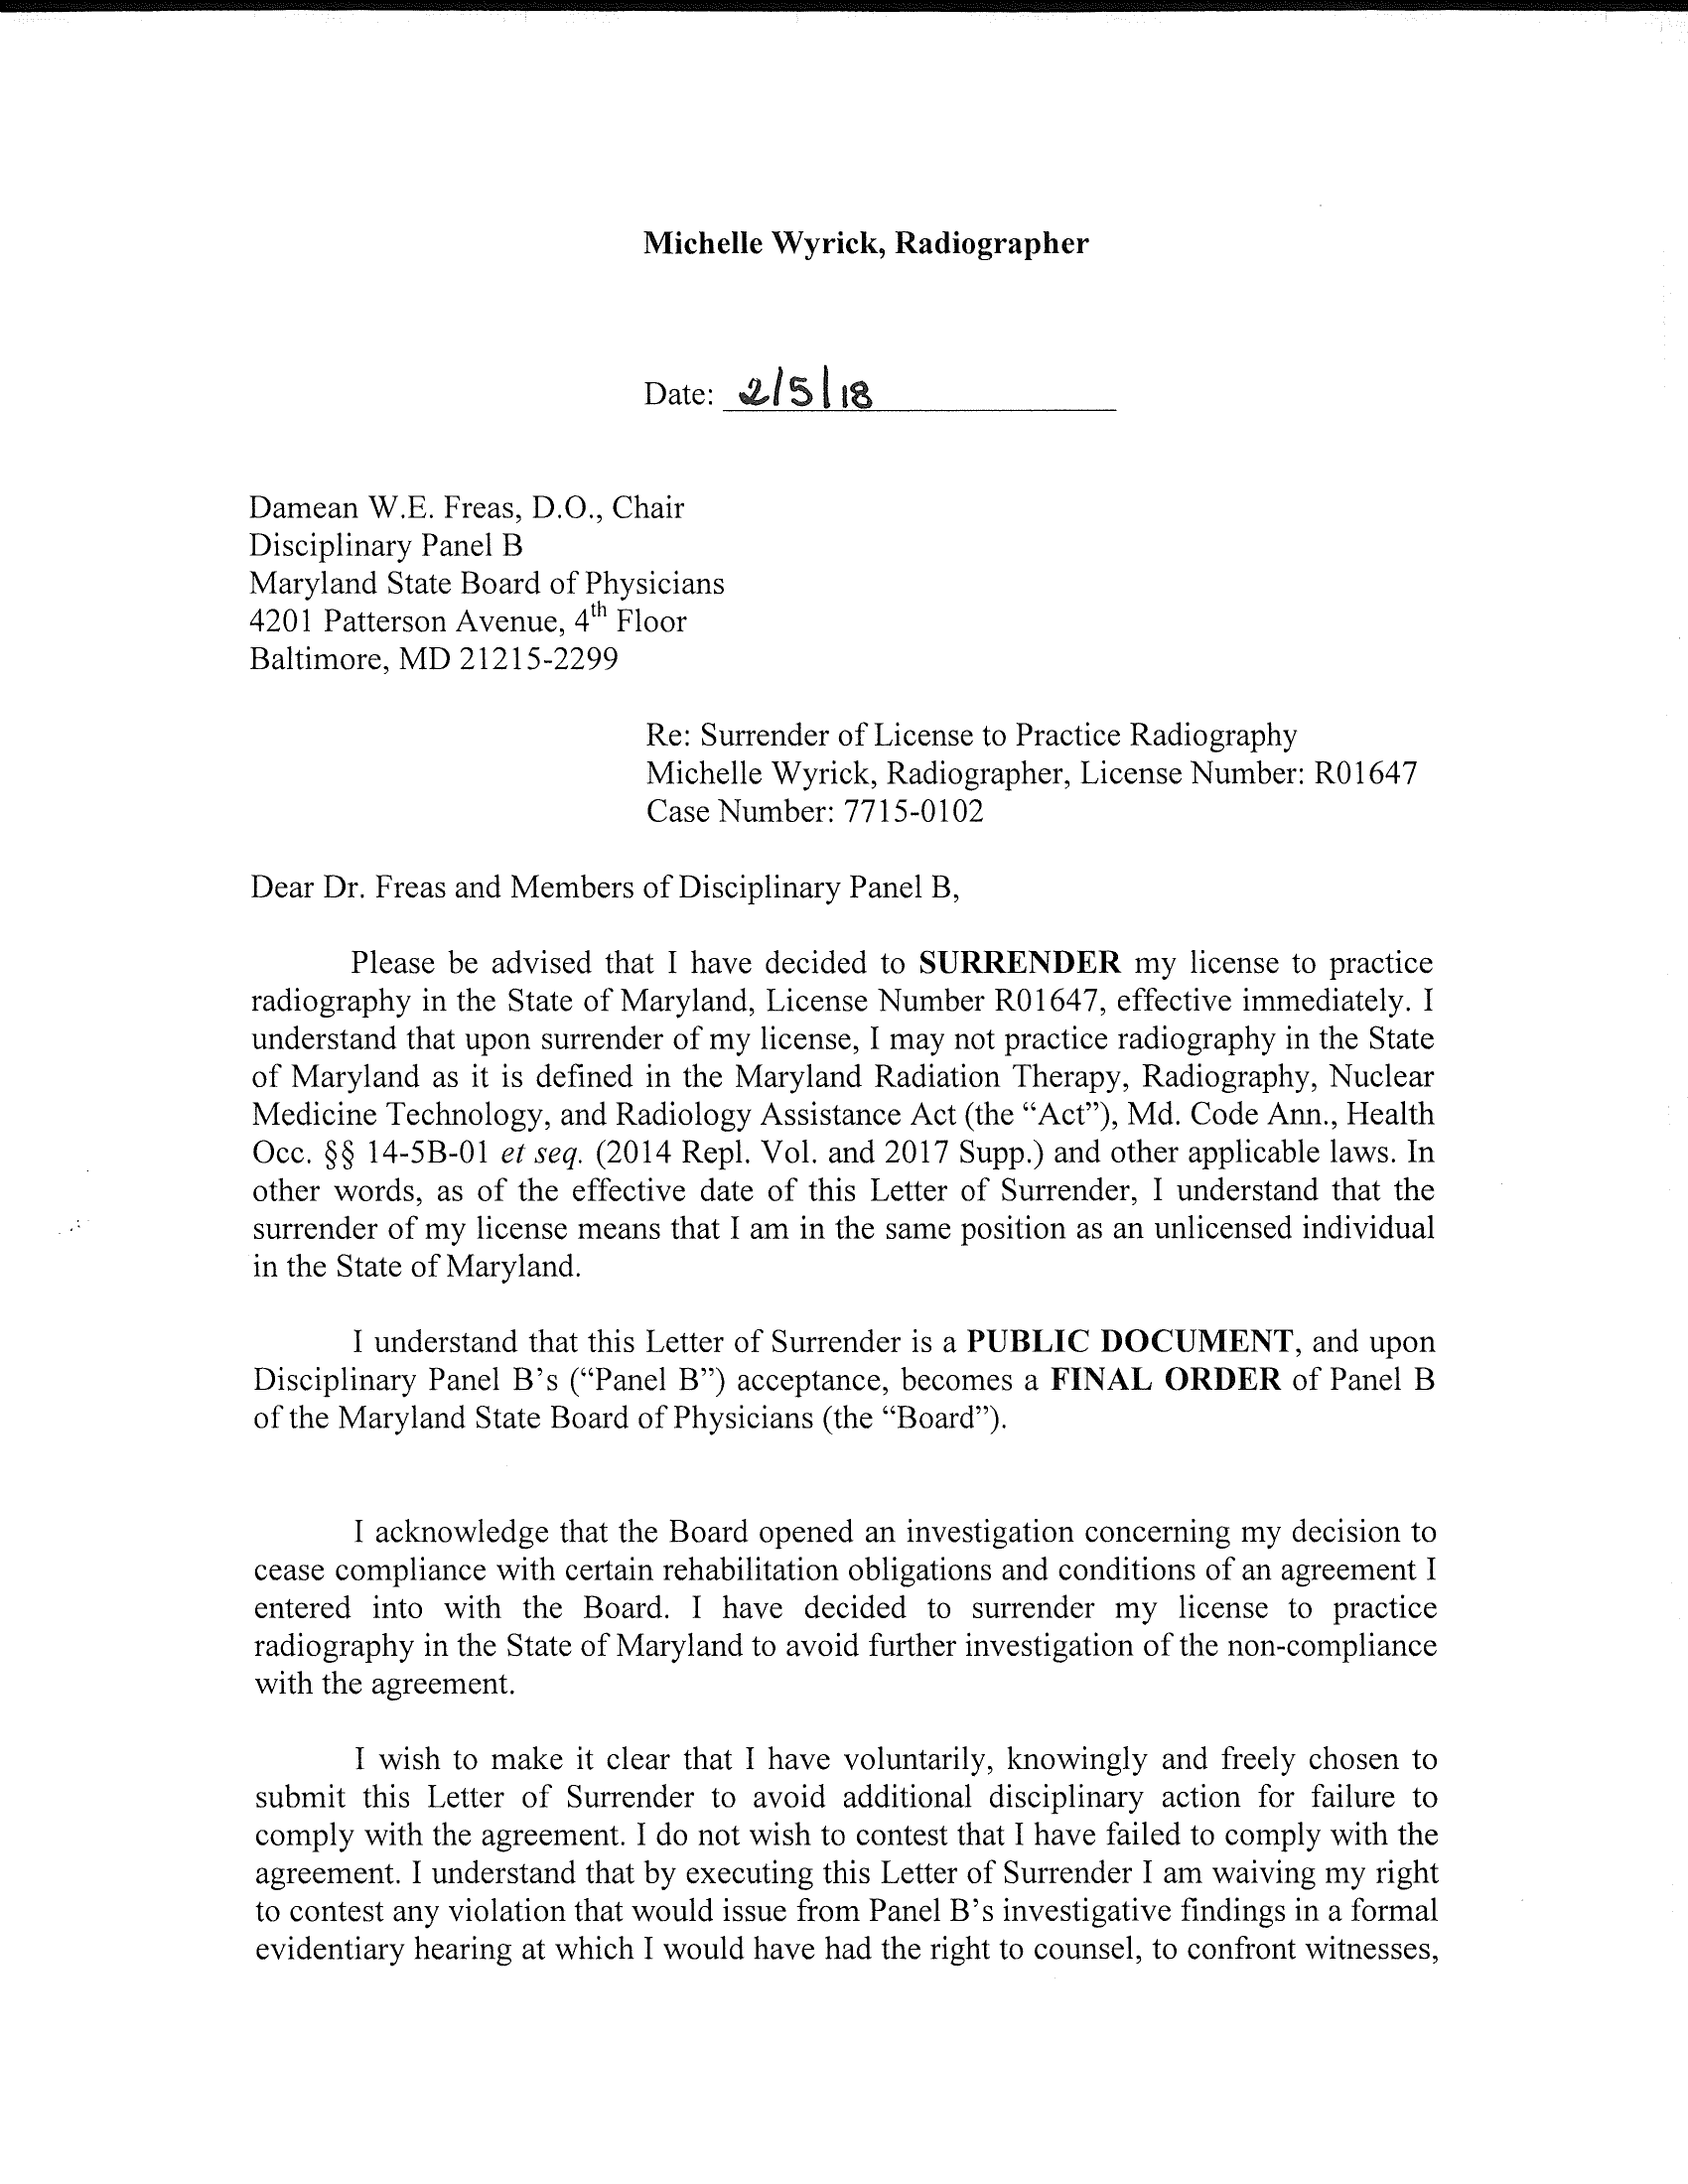 Michelle Wyrick, Radiographer
Date: 2/5/18
Damean W.E. Freas, D.O., Chair
Disciplinary Panel B
Maryland State Board of Physicians
4201 Patterson Avenue, 4th Floor
Baltimore, MD 21215-2299
Re: Surrender of License to Practice Radiography
Michelle Wyrick, Radiographer, License Number: R01647
Case Number: 7715-0102
Dear Dr. Freas and Members of Disciplinary Panel B,
Please be advised that I have decided to SURRENDER my license to practice
radiography in the State of Maryland, License Number R01647, effective immediately. I
understand that upon surrender of my license, I may not practice radiography in the State
of Maryland as it is defined in the Maryland Radiation Therapy, Radiography, Nuclear
Medicine Technology, and Radiology Assistance Act (the “Act”), Md. Code Ann., Health
Occ. §§ 14-5B-01 et seq. (2014 Repl. Vol. and 2017 Supp.) and other applicable laws. In
other words, as of the effective date of this Letter of Surrender, I understand that the
surrender of my license means that I am in the same position as an unlicensed individual
in the State of Maryland.
I understand that this Letter of Surrender is a PUBLIC DOCUMENT, and upon
Disciplinary Panel B’s (“Panel B”) acceptance, becomes a FINAL ORDER of Panel B
of the Maryland State Board of Physicians (the “Board”).
I acknowledge that the Board opened an investigation concerning my decision to
cease compliance with certain rehabilitation obligations and conditions of an agreement I
entered into with the Board. I have decided to surrender my license to practice
radiography in the State of Maryland to avoid further investigation of the non-compliance
with the agreement.
I wish to make it clear that I have voluntarily, knowingly and freely chosen to
submit this Letter of Surrender to avoid additional disciplinary action for failure to
comply with the agreement. I do not wish to contest that I have failed to comply with the
agreement. I understand that by executing this Letter of Surrender I am waiving my right
to contest any violation that would issue from Panel B’s investigative findings in a formal
evidentiary hearing at which I would have had the right to counsel, to confront witnesses,